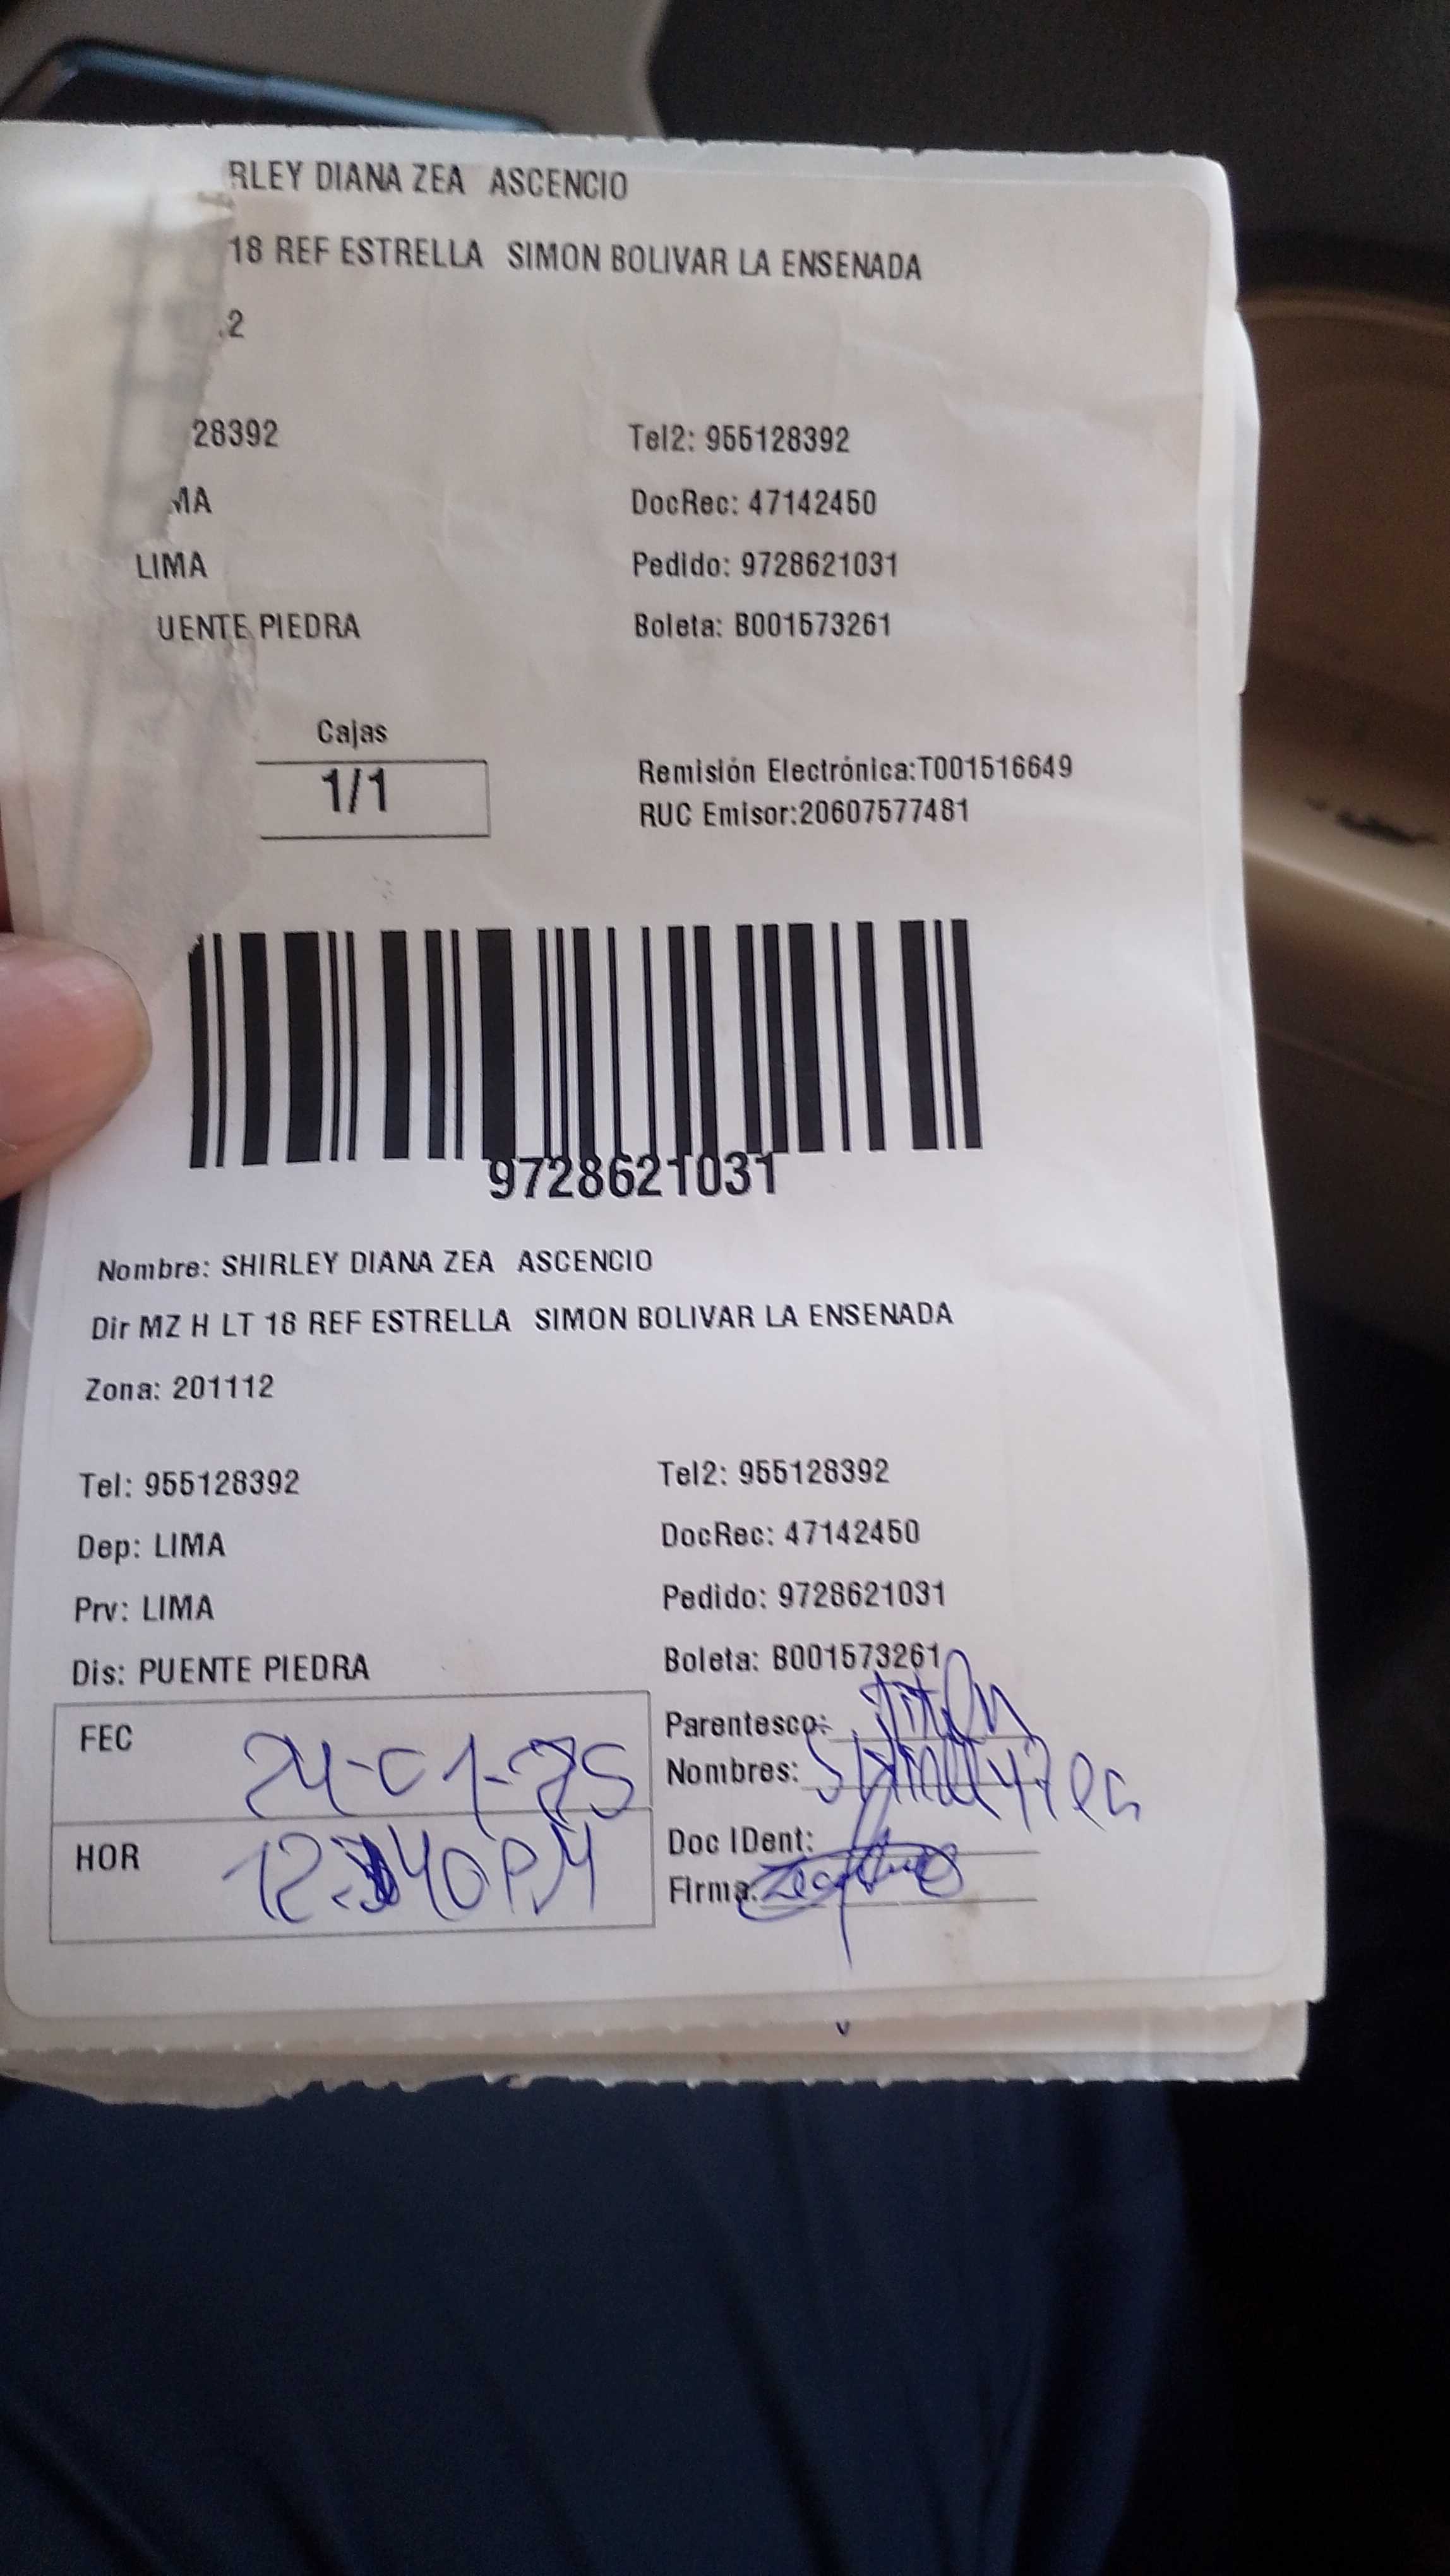 RLEY DIANA ZEA ASCENCIO
18 REF ESTRELLA SIMON BOLIVAR LA ENSENADA
.2
28392 Tel2: 955128392
MA DocRec: 47142450
LIMA Pedido: 9728621031
UENTE PIEDRA Boleta: B001573261
Cajas
1/1
Remisión Electrónica:T001516649
RUC Emisor:20607577481
9728621031
Nombre: SHIRLEY DIANA ZEA ASCENCIO
Dir MZ H LT 18 REF ESTRELLA SIMON BOLIVAR LA ENSENADA
Zona: 201112
Tel: 955128392 Tel2: 955128392
Dep: LIMA DocRec: 47142450
Prv: LIMA Pedido: 9728621031
Dis: PUENTE PIEDRA Boleta: B001573261
FEC 24-01-25 Parentesco:
Nombres:
HOR 12:40PM Doc IDent:
Firma: